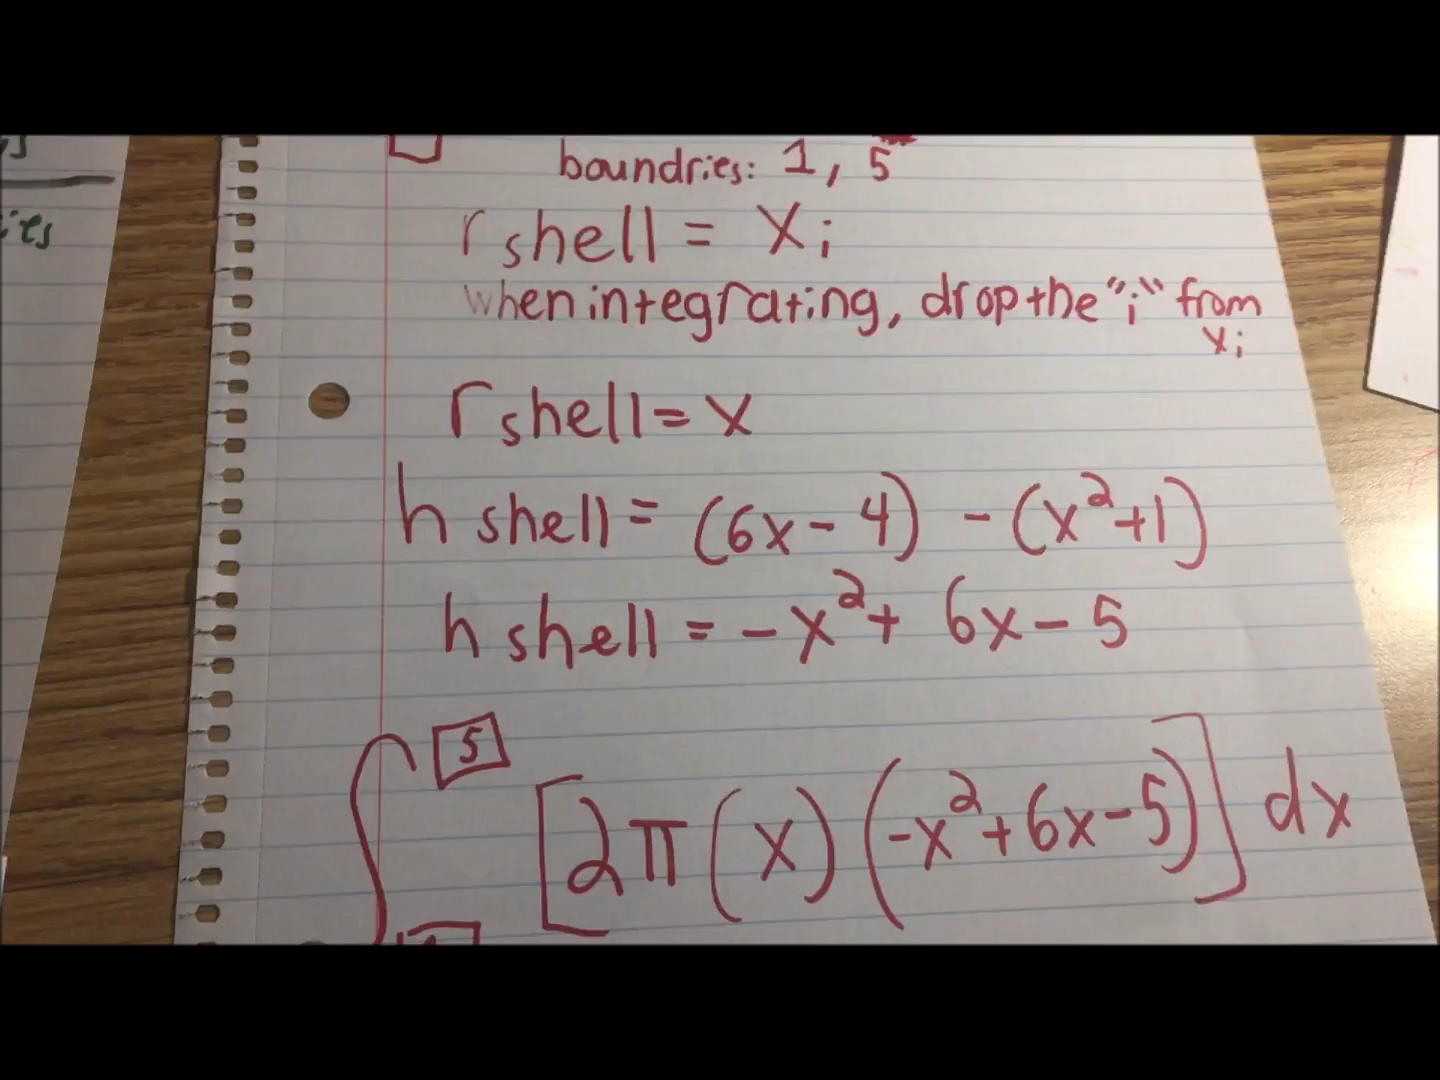 boundries: 1, 5
r shell = Xi
when integrating, drop the "i" from
xi
r shell = x
h shell = (6x - 4) - (x²+1)
h shell = -x² + 6x - 5
5
∫ [2π(x)(-x²+6x-5)] dx